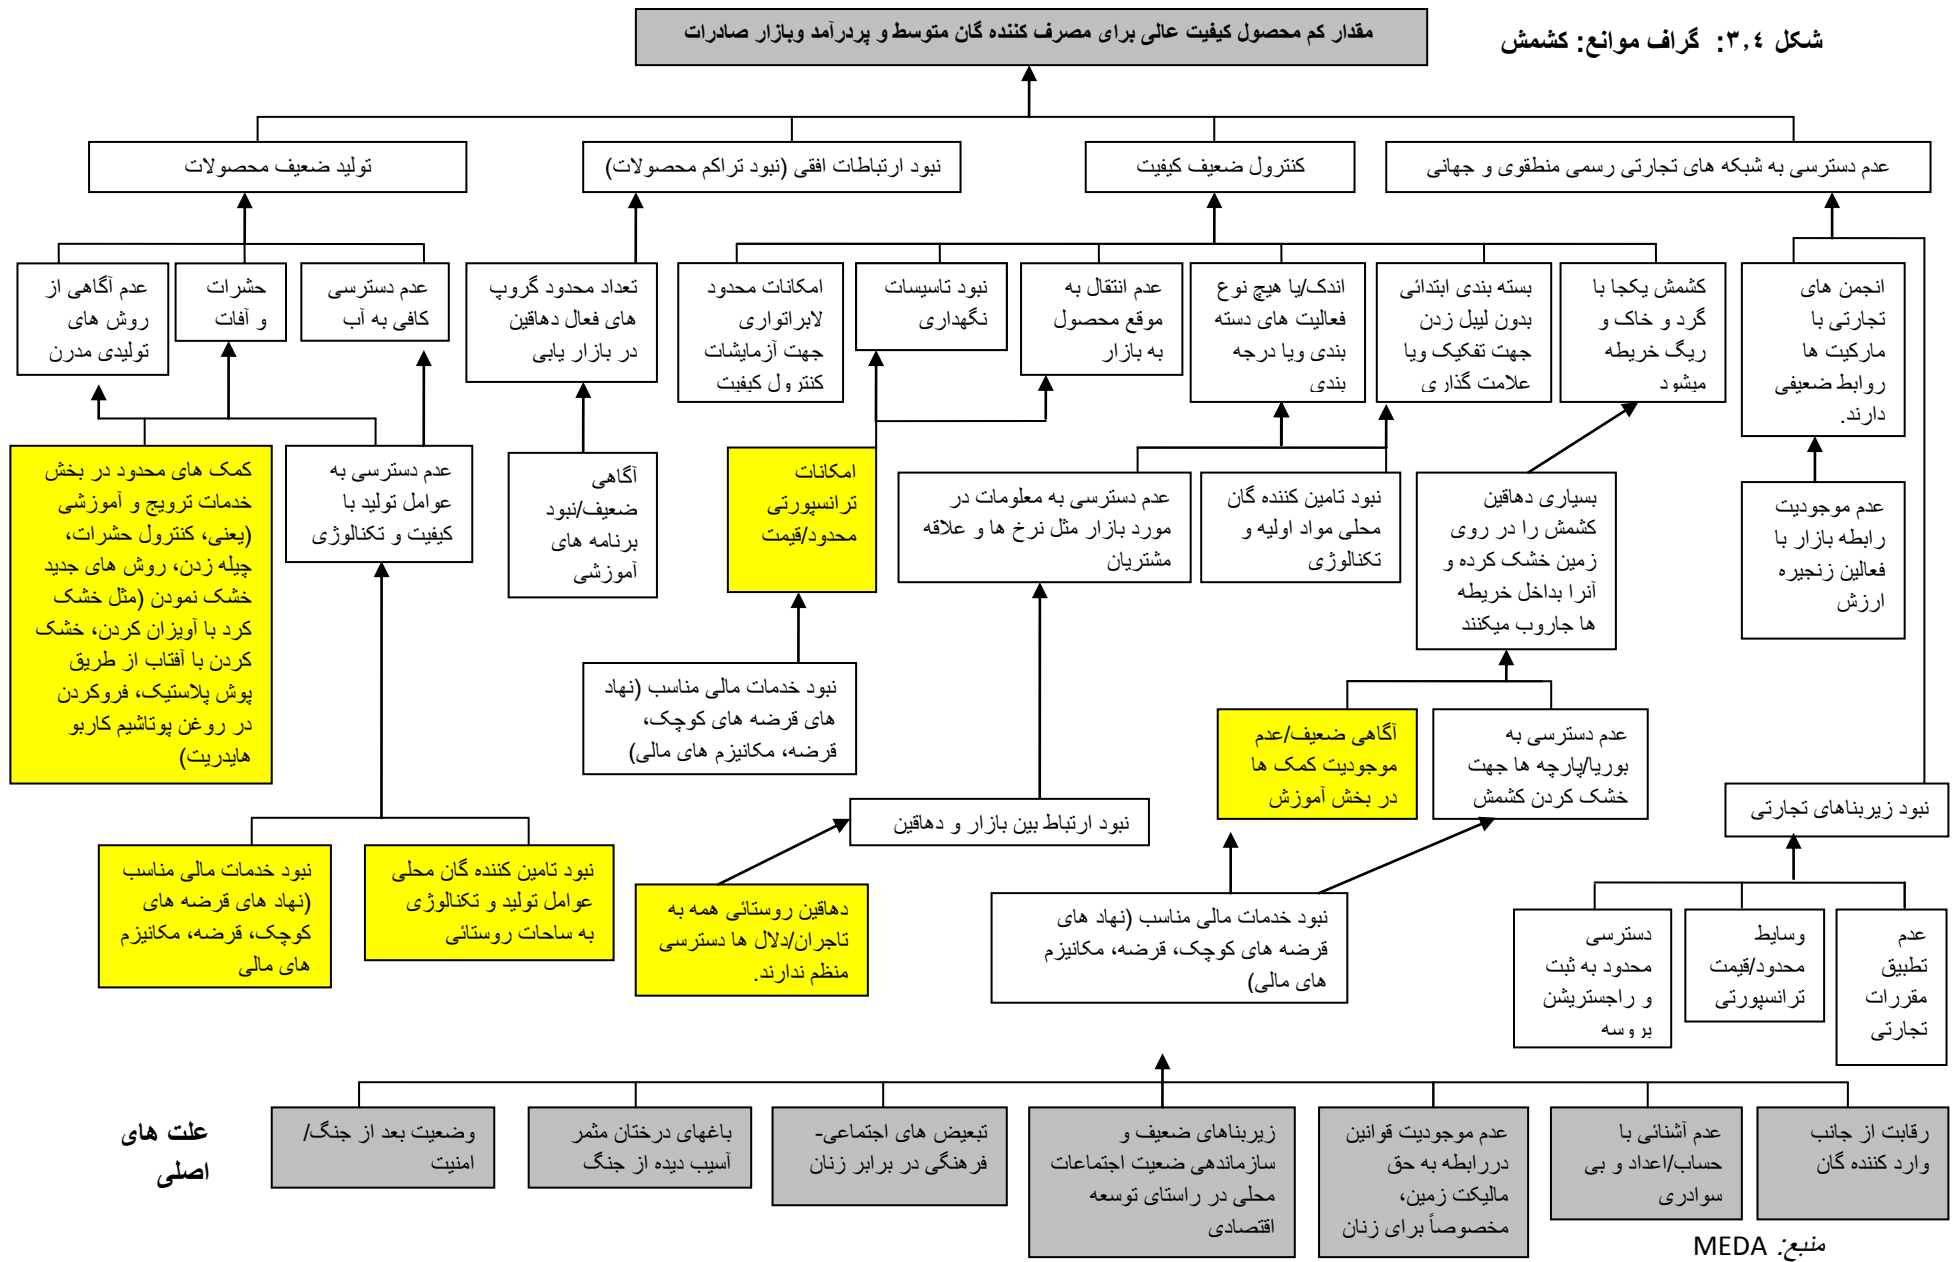 شکل ۳,٤: گراف موانع: کشمش
مقدار کم محصول کیفیت عالی برای مصرف کننده گان متوسط و پردرآمد وبازار صادرات
عدم دسترسی به شبکه های تجارتی رسمی منطقوی و جهانی
کنترول ضعیف کیفیت
نبود ارتباطات افقی (نبود تراکم محصولات)
تولید ضعیف محصولات
انجمن های
تجارتی با
مارکیت ها
روابط ضعیفی
دارند.
کشمش یکجا با
گرد و خاک و
ریگ خریطه
میشود
بسته بندی ابتدائی
بدون لیبل زدن
جهت تفکیک ویا
علامت گذاری
اندک/یا هیچ نوع
فعالیت های دسته
بندی ویا درجه
بندی
عدم انتقال به
موقع محصول
به بازار
نبود تاسیسات
نگهداری
امکانات محدود
لابراتواری
جهت آزمایشات
کنترول کیفیت
تعداد محدود گروپ
های فعال دهاقین
در بازار یابی
عدم دسترسی
کافی به آب
حشرات
و آفات
عدم آگاهی از
روش های
تولیدی مدرن
عدم موجودیت
رابطه بازار با
فعالین زنجیره
ارزش
بسیاری دهاقین
کشمش را در روی
زمین خشک کرده و
آنرا بداخل خریطه
ها جاروب میکنند
نبود تامین کننده گان
محلی مواد اولیه و
تکنالوژی
عدم دسترسی به معلومات در
مورد بازار مثل نرخ ها و علاقه
مشتریان
امکانات
ترانسپورتی
محدود/قیمت
آگاهی
ضعیف/نبود
برنامه های
آموزشی
عدم دسترسی به
عوامل تولید با
کیفیت و تکنالوژی
کمک های محدود در بخش
خدمات ترویج و آموزشی
(یعنی، کنترول حشرات،
چیله زدن، روش های جدید
خشک نمودن (مثل خشک
کرد با آویزان کردن، خشک
کردن با آفتاب از طریق
پوش پلاستیک، فروکردن
در روغن پوتاشیم کاربو
هایدریت)
نبود خدمات مالی مناسب (نهاد
های قرضه های کوچک،
قرضه، مکانیزم های مالی)
عدم دسترسی به
بوریا/پارچه ها جهت
خشک کردن کشمش
آگاهی ضعیف/عدم
موجودیت کمک ها
در بخش آموزش
نبود زیربناهای تجارتی
نبود ارتباط بین بازار و دهاقین
نبود تامین کننده گان محلی
عوامل تولید و تکنالوژی
به ساحات روستائی
نبود خدمات مالی مناسب
(نهاد های قرضه های
کوچک، قرضه، مکانیزم
های مالی
دهاقین روستائی همه به
تاجران/دلال ها دسترسی
منظم ندارند.
نبود خدمات مالی مناسب (نهاد های
قرضه های کوچک، قرضه، مکانیزم
های مالی)
عدم
تطبیق
مقررات
تجارتی
وسایط
محدود/قیمت
ترانسپورتی
دسترسی
محدود به ثبت
و راجستریشن
پروسه
علت های
اصلی
رقابت از جانب
وارد کننده گان
عدم آشنائی با
حساب/اعداد و بی
سوادری
عدم موجودیت قوانین
دررابطه به حق
مالیکت زمین،
مخصوصاً برای زنان
زیربناهای ضعیف و
سازماندهی ضعیت اجتماعات
محلی در راستای توسعه
اقتصادی
تبعیض های اجتماعی-
فرهنگی در برابر زنان
باغهای درختان مثمر
آسیب دیده از جنگ
وضعیت بعد از جنگ/
امنیت
منبع: MEDA